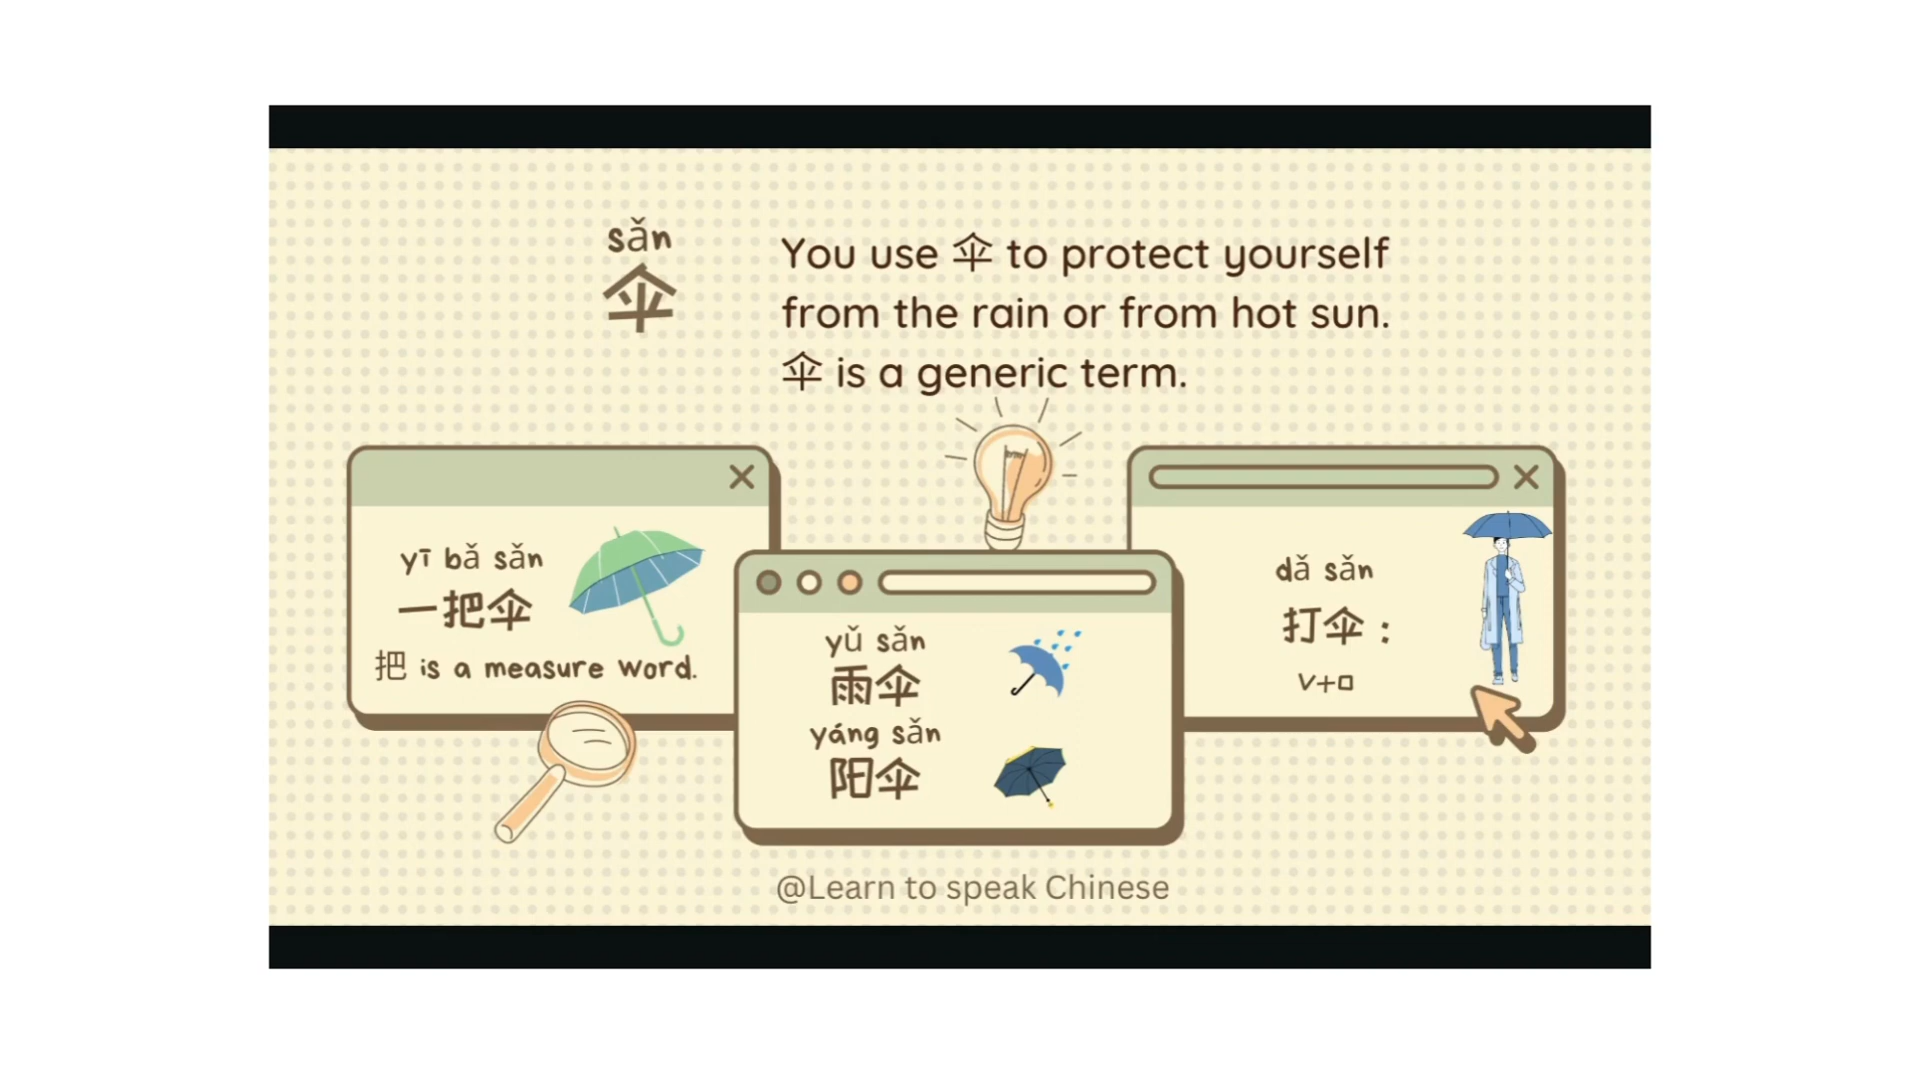 sǎn
伞
You use 伞 to protect yourself
from the rain or from hot sun.
伞 is a generic term.
yī bǎ sǎn
一把伞
把 is a measure word.
yǔ sǎn
雨伞
yáng sǎn
阳伞
dǎ sǎn
打伞：
v+o
@Learn to speak Chinese